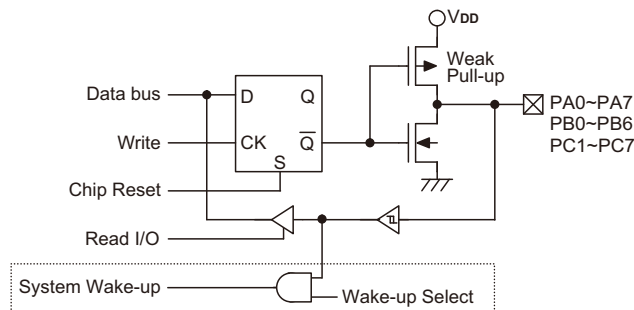 VDD
Weak
Pull-up
Data bus
D
Q
PA0~PA7
PB0~PB6
PC1~PC7
Write
CK
Q
S
Chip Reset
Read I/O
System Wake-up
Wake-up Select